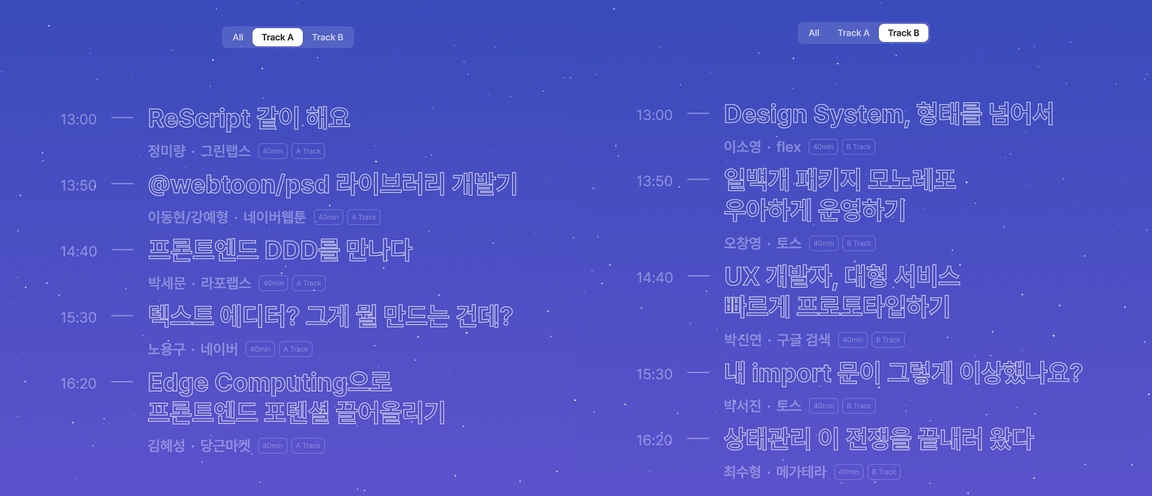 All Track A Track B
13:00 ReScript 같이 해요
정미량 · 그린랩스 40min A Track
13:50 @webtoon/psd 라이브러리 개발기
이동현/강예형 · 네이버웹툰 40min A Track
14:40 프론트엔드 DDD를 만나다
박세문 · 라포랩스 40min A Track
15:30 텍스트 에디터? 그게 뭘 만드는 건데?
노용구 · 네이버 40min A Track
16:20 Edge Computing으로
프론트엔드 포텐셜 끌어올리기
김혜성 · 당근마켓 40min A Track
All Track A Track B
13:00 Design System, 형태를 넘어서
이소영 · flex 40min B Track
13:50 일백개 패키지 모노레포
우아하게 운영하기
오창영 · 토스 40min B Track
14:40 UX 개발자, 대형 서비스
빠르게 프로토타입하기
박신연 · 구글 검색 40min B Track
15:30 내 import 문이 그렇게 이상했나요?
박서진 · 토스 40min B Track
16:20 상태관리 이 전쟁을 끝내러 왔다
최수형 · 메가테라 40min B Track